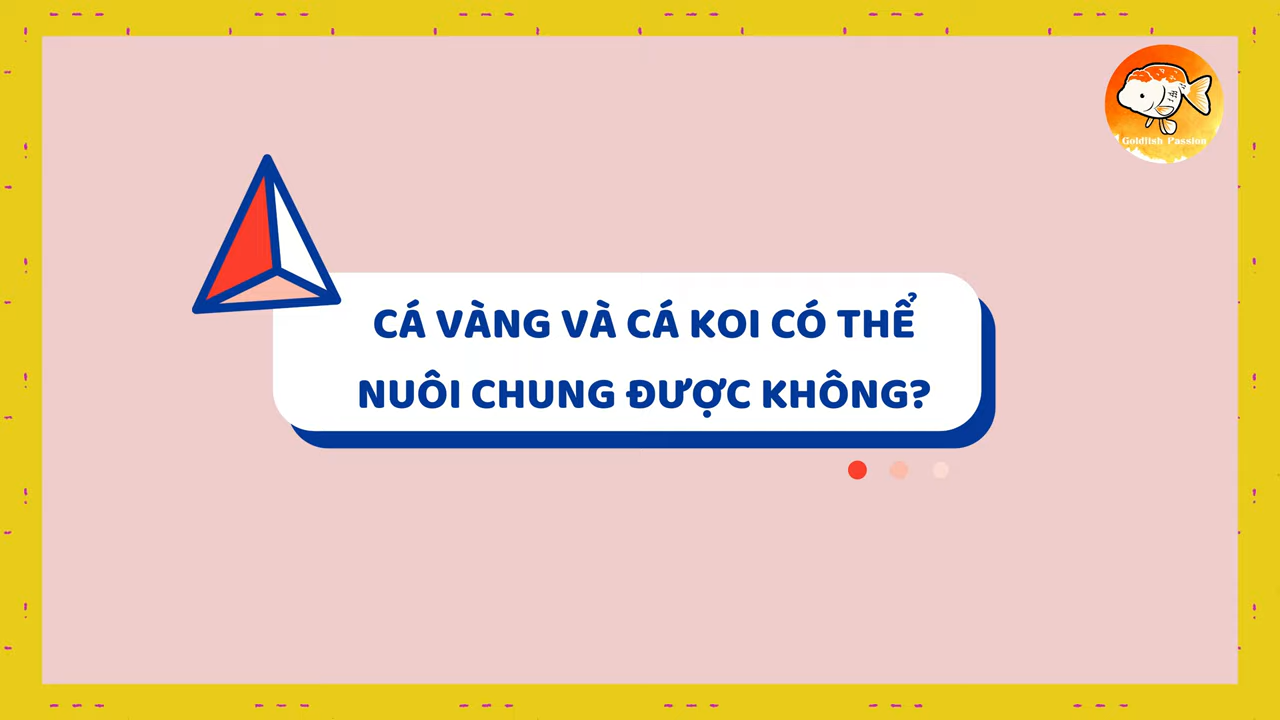 Goldfish Passion
CÁ VÀNG VÀ CÁ KOI CÓ THỂ
NUÔI CHUNG ĐƯỢC KHÔNG?